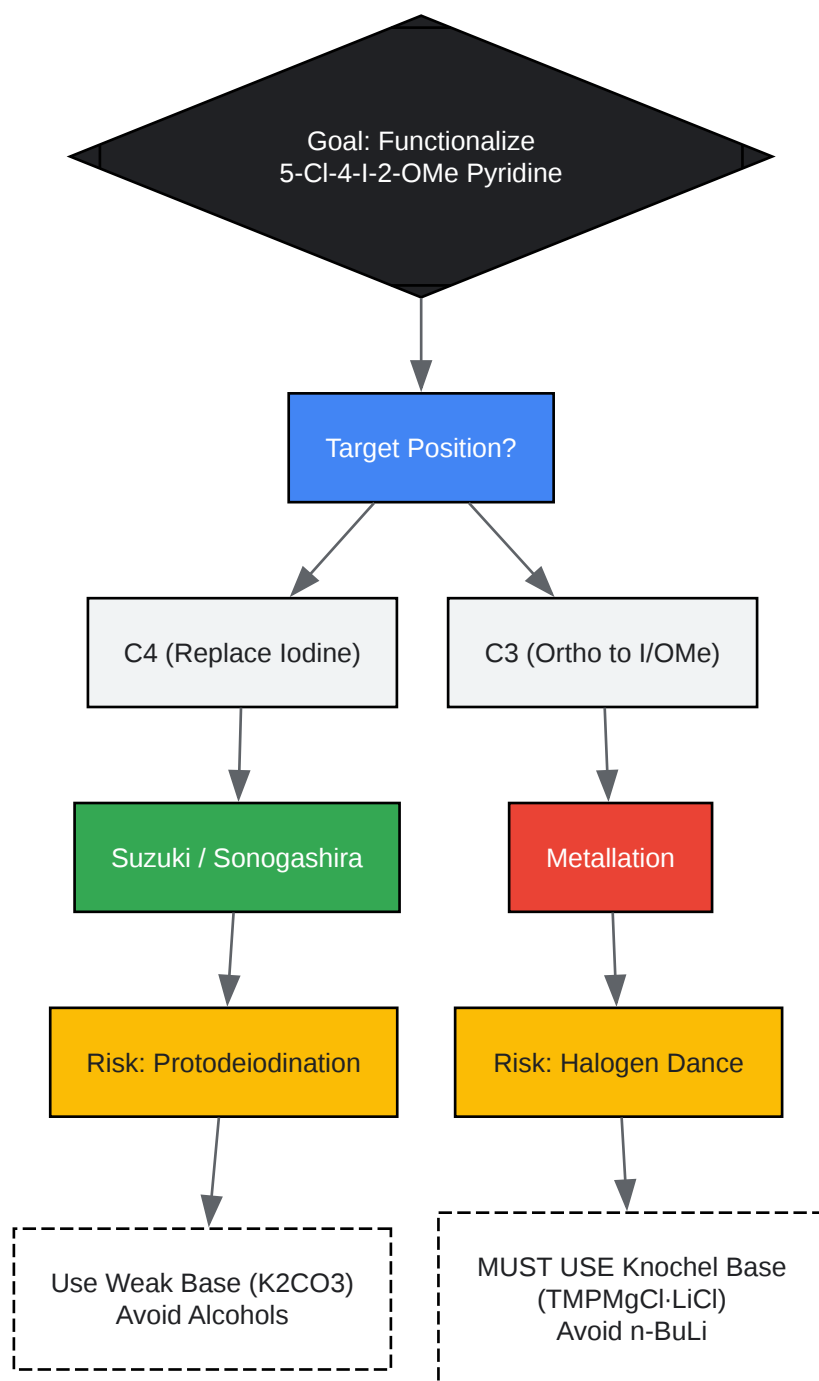 Goal: Functionalize
5-Cl-4-I-2-OMe Pyridine
Target Position?
C4 (Replace Iodine)
C3 (Ortho to I/OMe)
Suzuki / Sonogashira
Metallation
Risk: Protodeiodination
Risk: Halogen Dance
Use Weak Base (K2CO3)
Avoid Alcohols
MUST USE Knochel Base
(TMPMgCl·LiCl)
Avoid n-BuLi